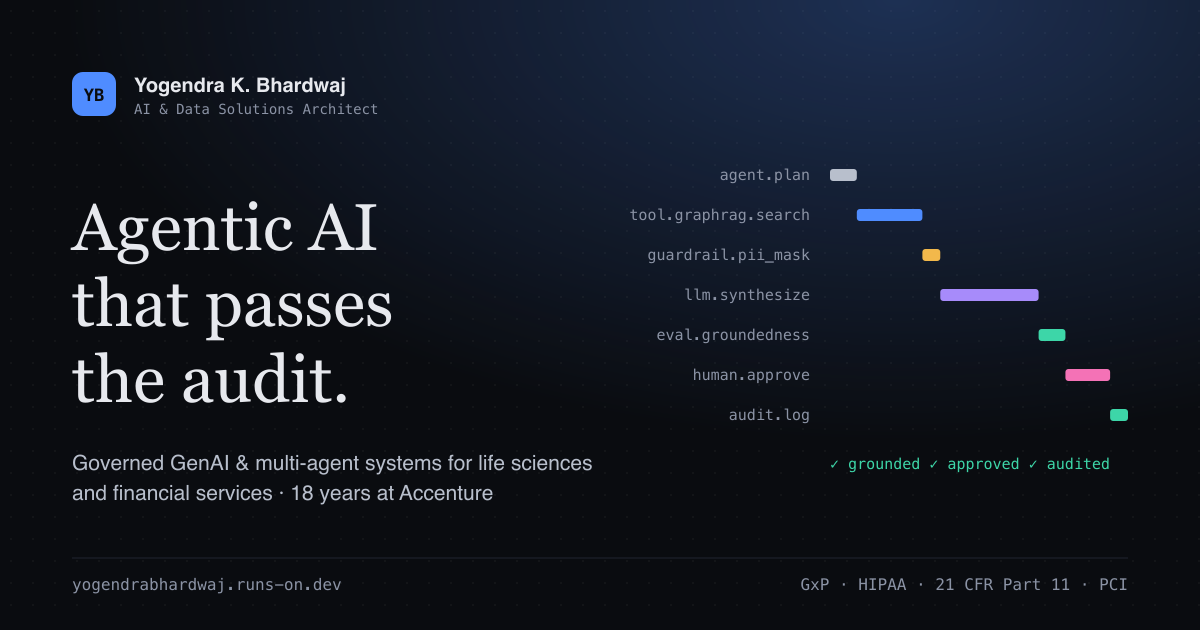 YB
Yogendra K. Bhardwaj
AI & Data Solutions Architect
Agentic AI
that passes
the audit.
Governed GenAI & multi-agent systems for life sciences
and financial services · 18 years at Accenture
agent.plan
tool.graphrag.search
guardrail.pii_mask
llm.synthesize
eval.groundedness
human.approve
audit.log
✓ grounded ✓ approved ✓ audited
yogendrabhardwaj.runs-on.dev
GxP · HIPAA · 21 CFR Part 11 · PCI